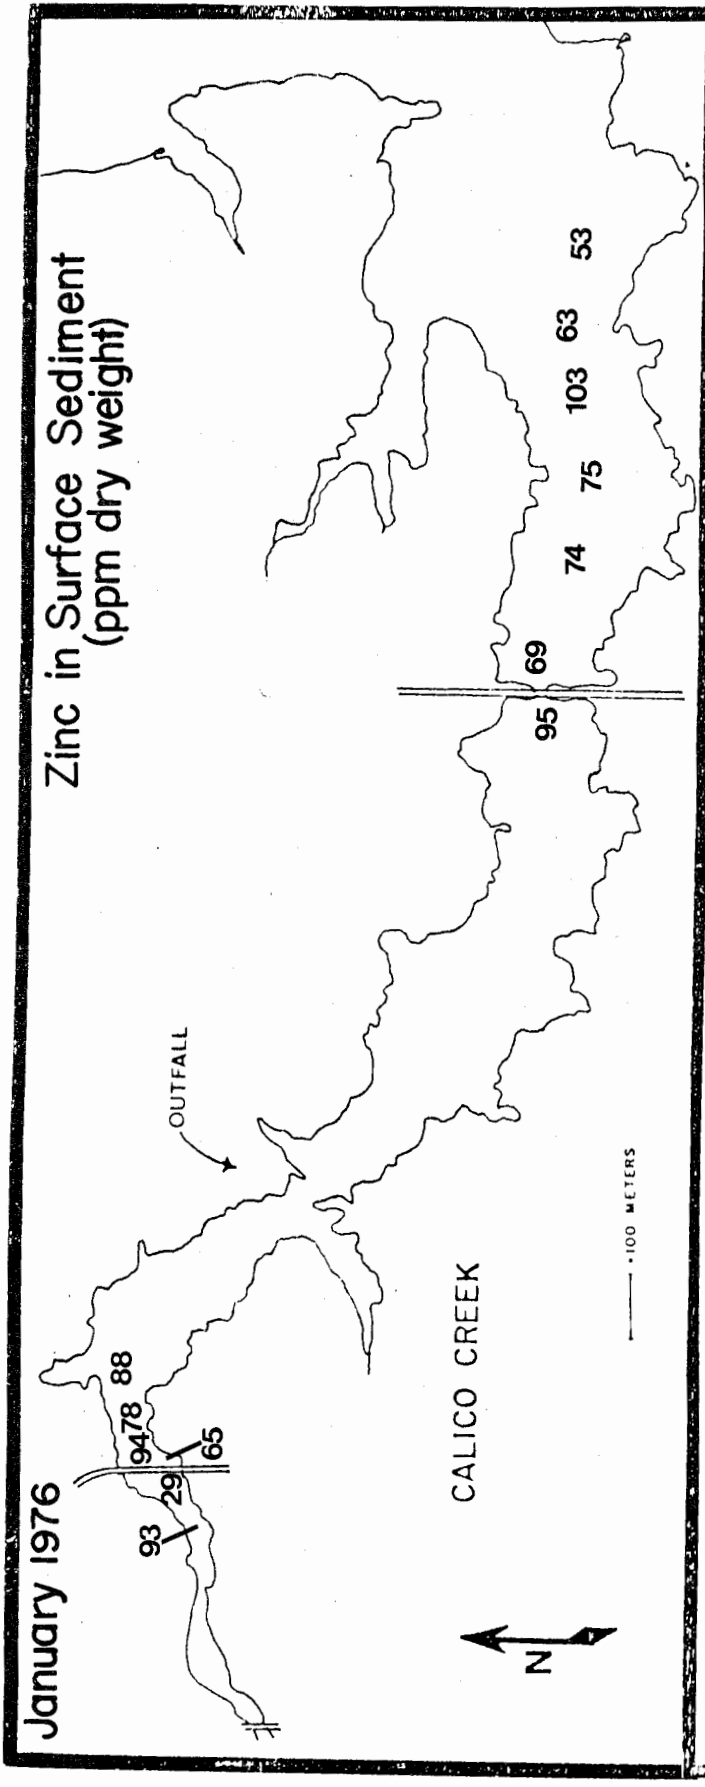 January 1976
Zinc in Surface Sediment
(ppm dry weight)
OUTFALL
93
29
94
78
88
65
95
69
74
75
103
63
53
CALICO CREEK
100 METERS
N